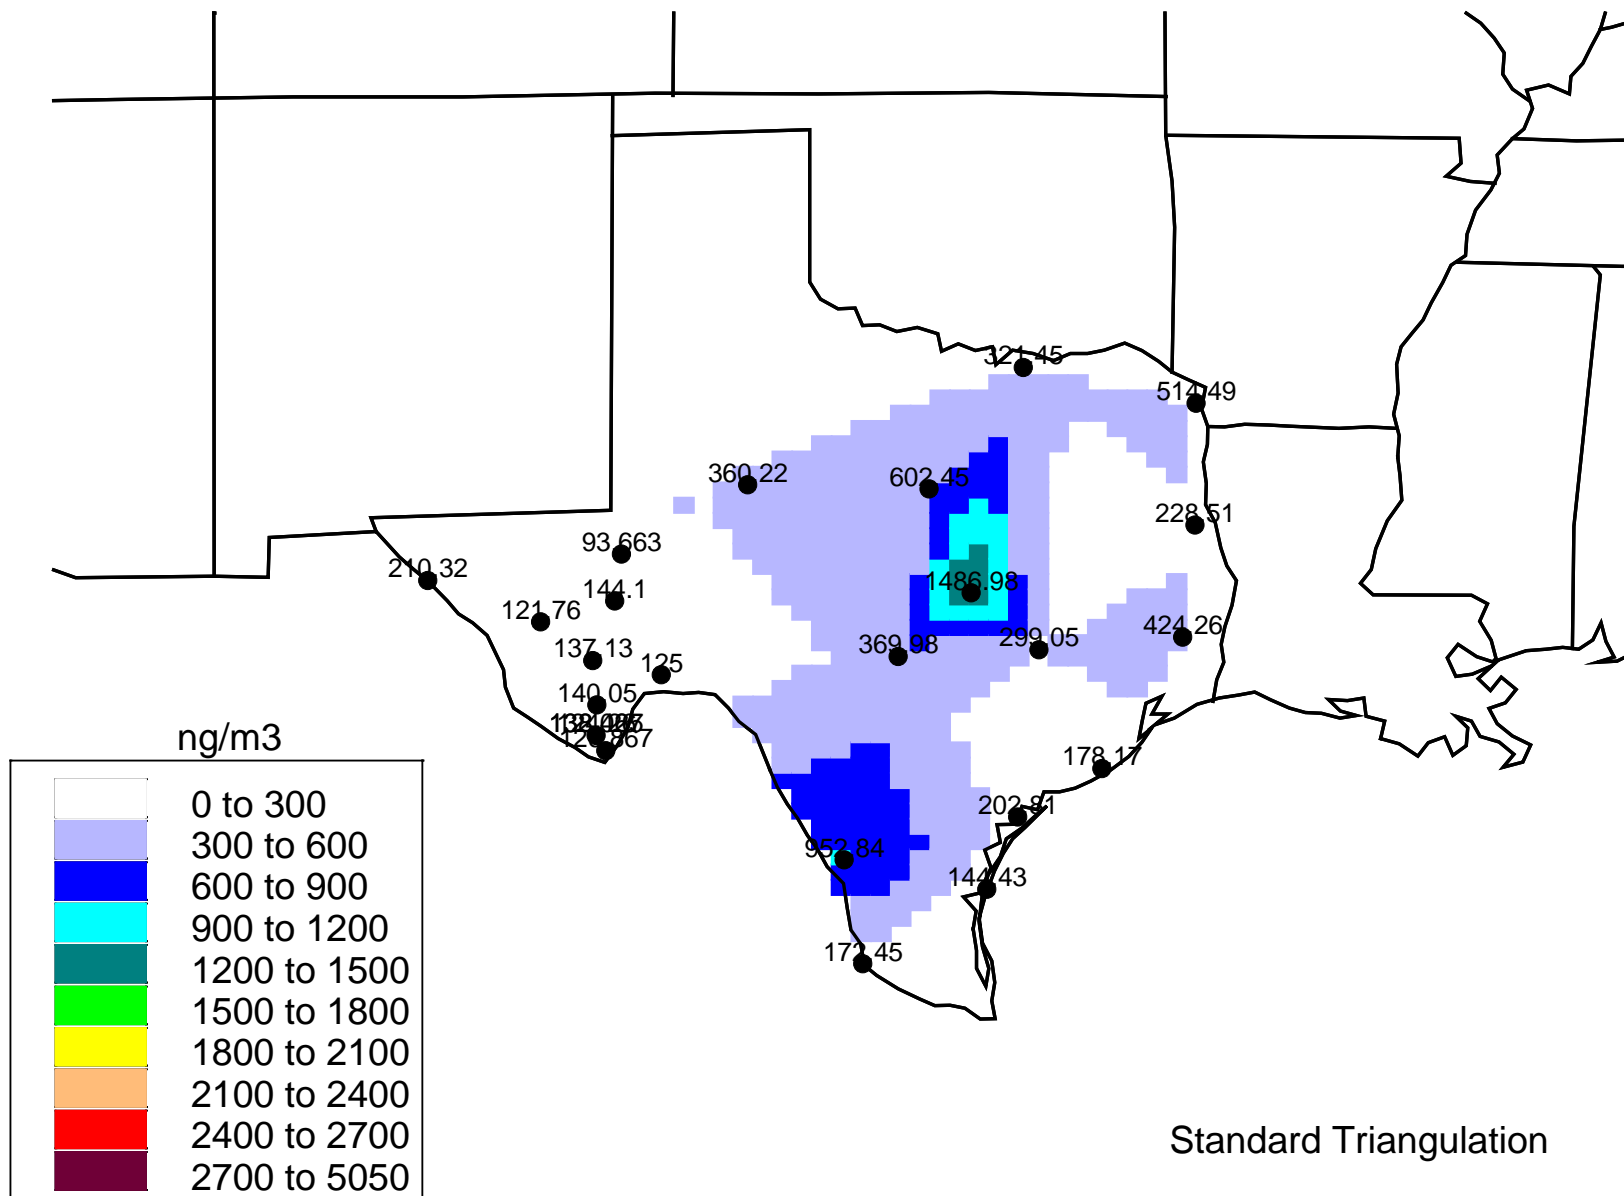 321.45
514.49
360.22
602.45
228.51
93.663
210.32
144.1
1486.98
121.76
424.26
299.05
137.13
369.98
125
140.05
ng/m3
178.17
0 to 300
202.81
300 to 600
952.84
600 to 900
144.43
900 to 1200
172.45
1200 to 1500
1500 to 1800
1800 to 2100
2100 to 2400
2400 to 2700
Standard Triangulation
2700 to 5050